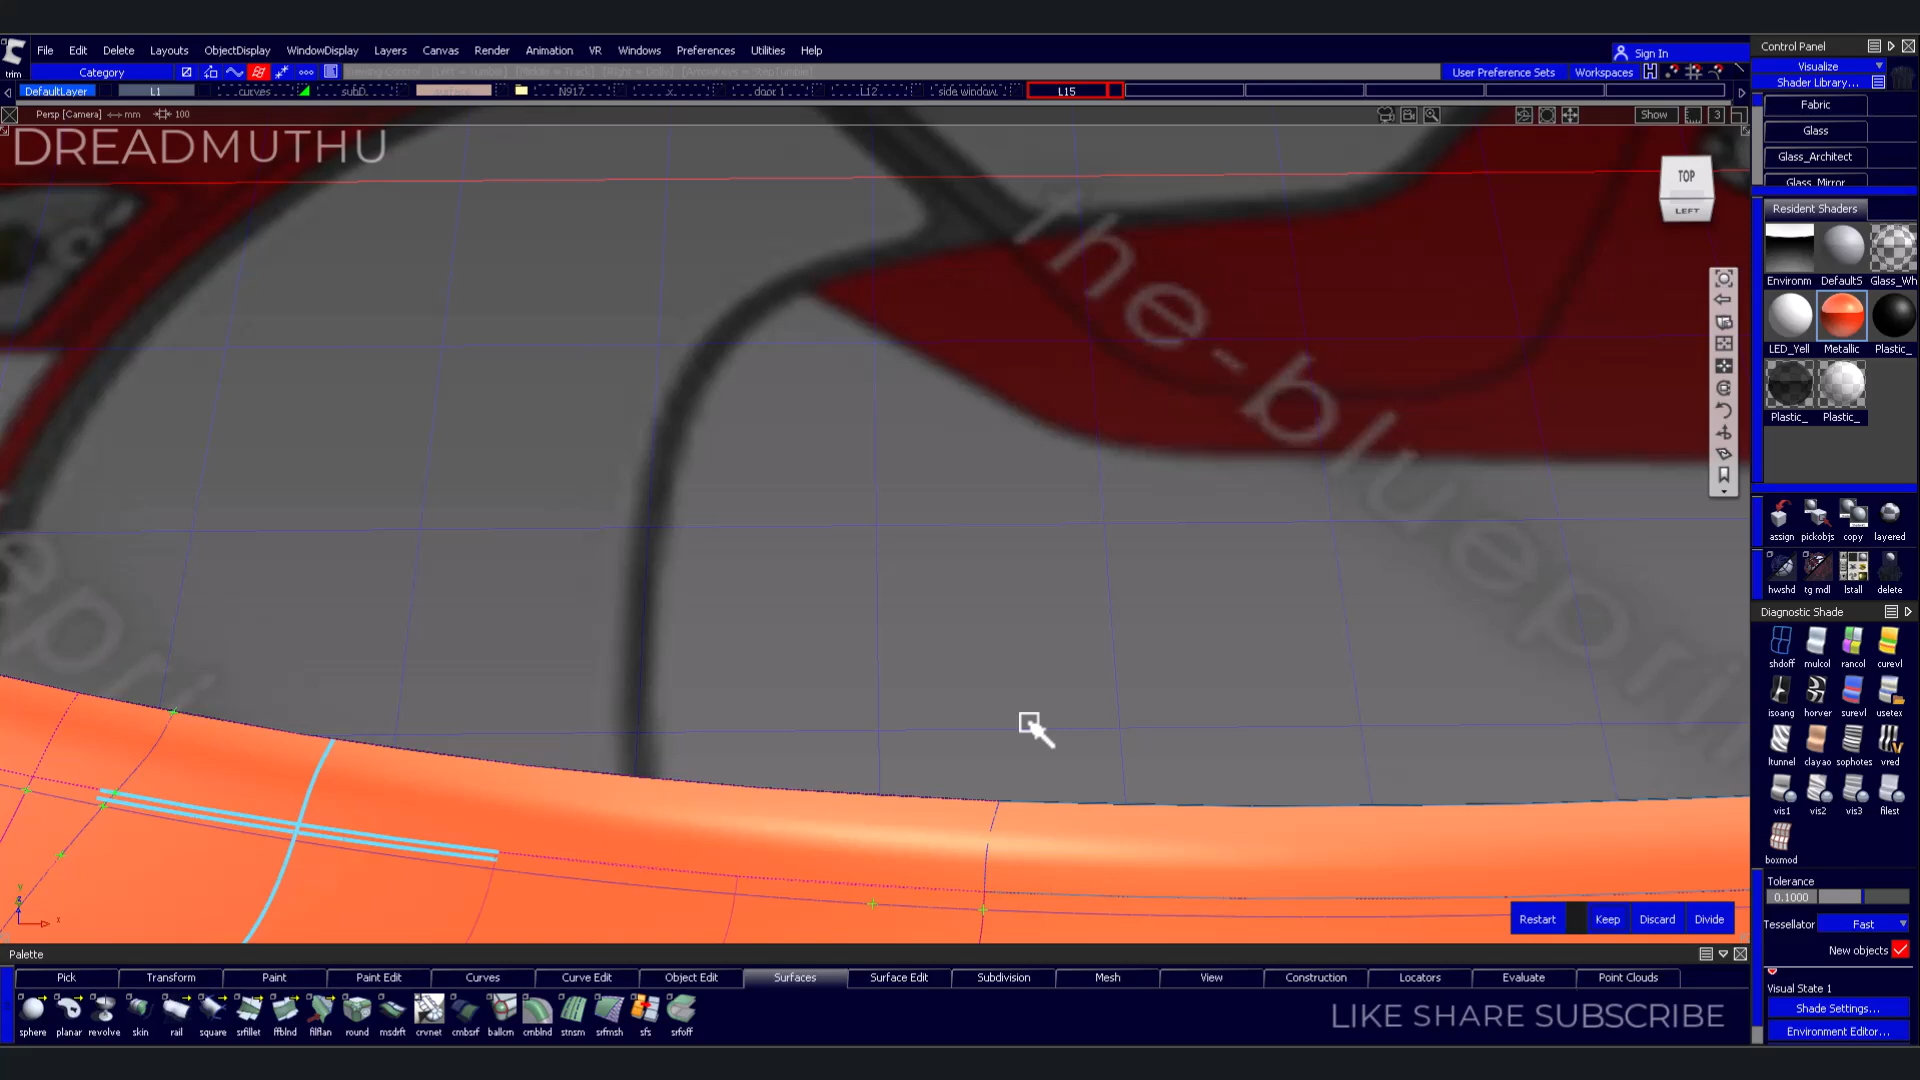 File Edit Delete Layouts ObjectDisplay WindowDisplay Layers Canvas Render Animation VR Windows Preferences Utilities Help
Sign In
Control Panel
trim
Category
User Preference Sets
Workspaces
Visualize
Shader Library...
DefaultLayer
L1
curves
subD
surface
N917
x
door 1
L12
side window
L15
Persp [Camera] mm 100
Show
3
DREADMUTHU
TOP
LEFT
the-blueprin
epri
Fabric
Glass
Glass_Architect
Glass_Mirror
Resident Shaders
Environm DefaultS Glass_Wh
LED_Yell Metallic Plastic_
Plastic_ Plastic_
assign pickobjs copy layered
hwshd tg mdl lstall delete
Diagnostic Shade
shdoff mulcol rancol curevl
isoang horver surevl usetex
ltunnel clayao sophotes vred
vis1 vis2 vis3 filest
boxmod
Tolerance
0.1000
Tessellator Fast
New objects
Visual State 1
Shade Settings...
Environment Editor...
y
x
Restart Keep Discard Divide
Palette
Pick Transform Paint Paint Edit Curves Curve Edit Object Edit Surfaces Surface Edit Subdivision Mesh View Construction Locators Evaluate Point Clouds
sphere planar revolve skin rail square srfillet ffblnd filflan round msdrft crvnet cmbsrf ballcrn cmblnd stnsm srfmsh sfs srfoff
LIKE SHARE SUBSCRIBE